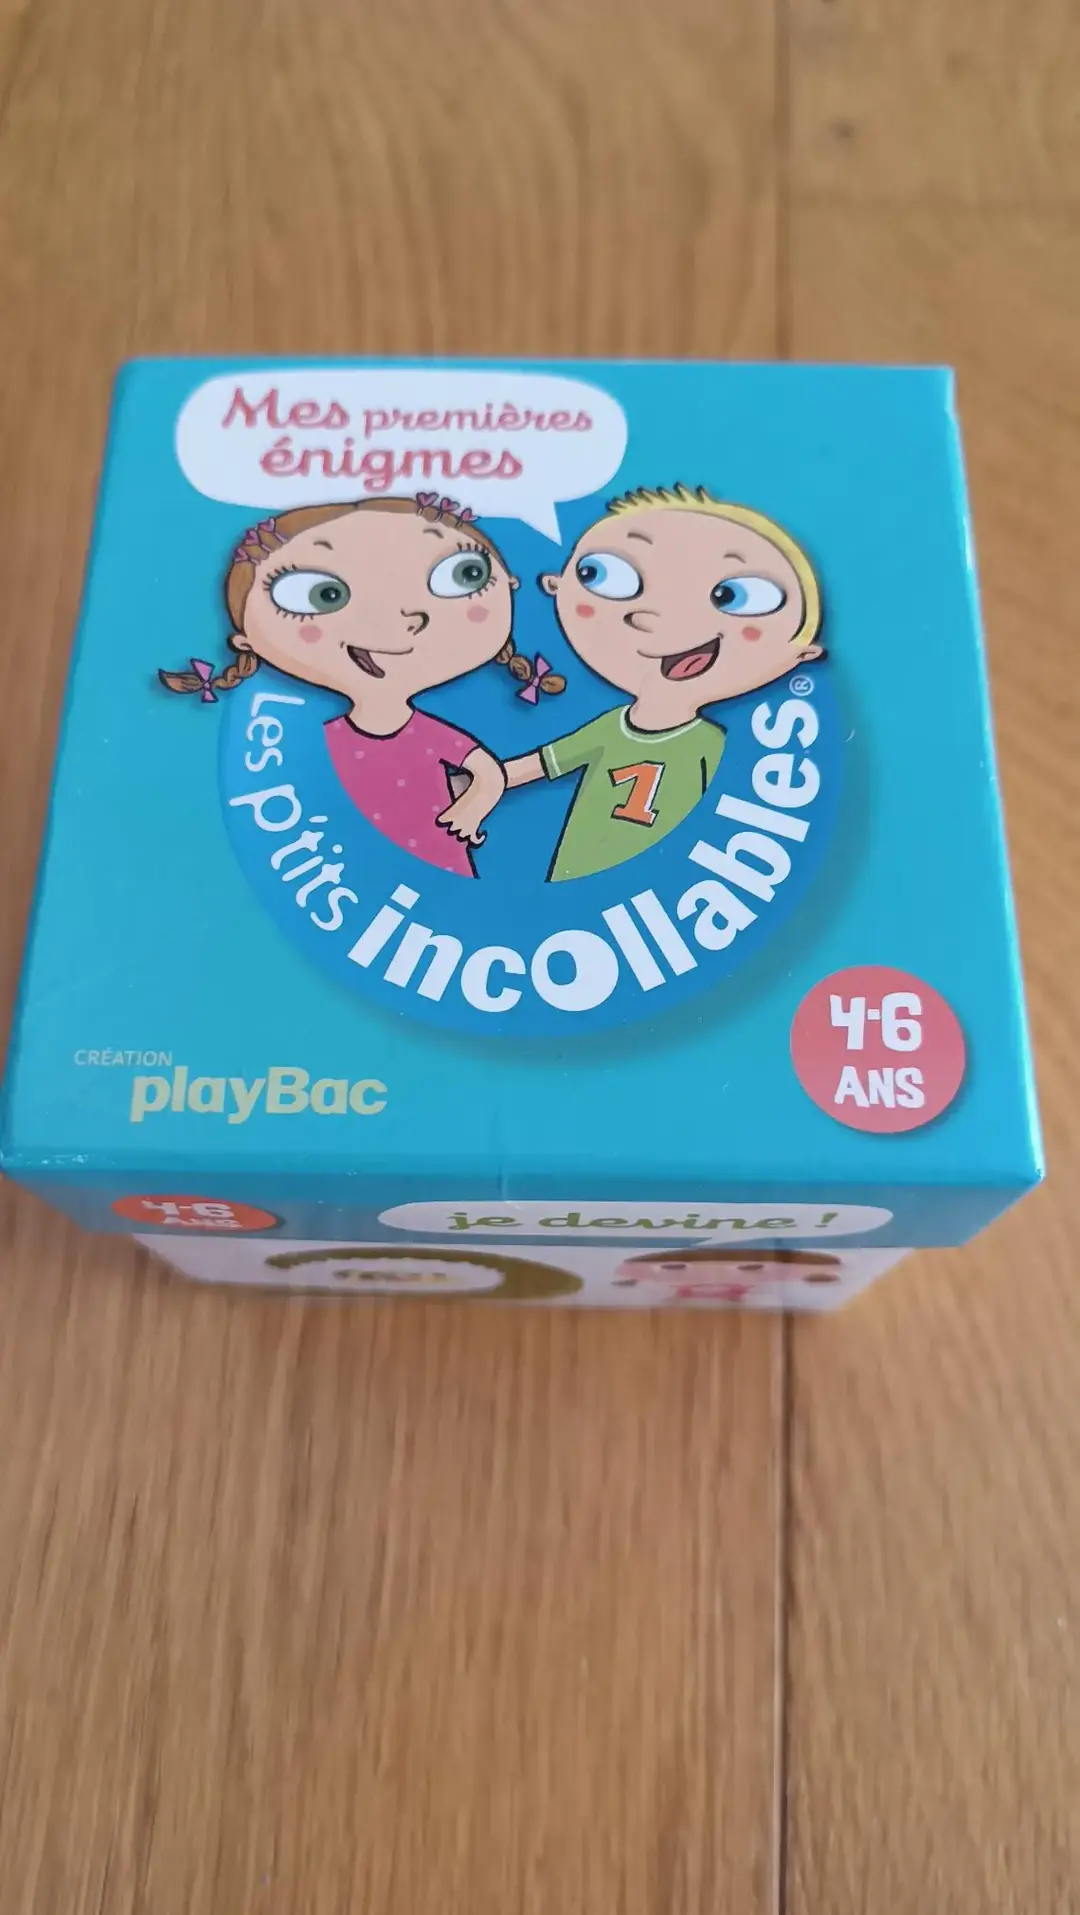 Mes premières
énigmes
Les p'tits incollables®
1
4-6
ANS
CRÉATION
playBac
4-6
ANS
je devine !